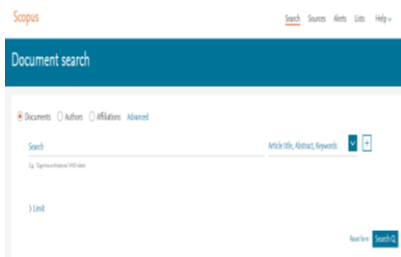 Scopus
Search Sources Alerts Lists Help
Document search
Documents Authors Affiliations Advanced
Search Article title, Abstract, Keywords
+
Limit
Reset form Search